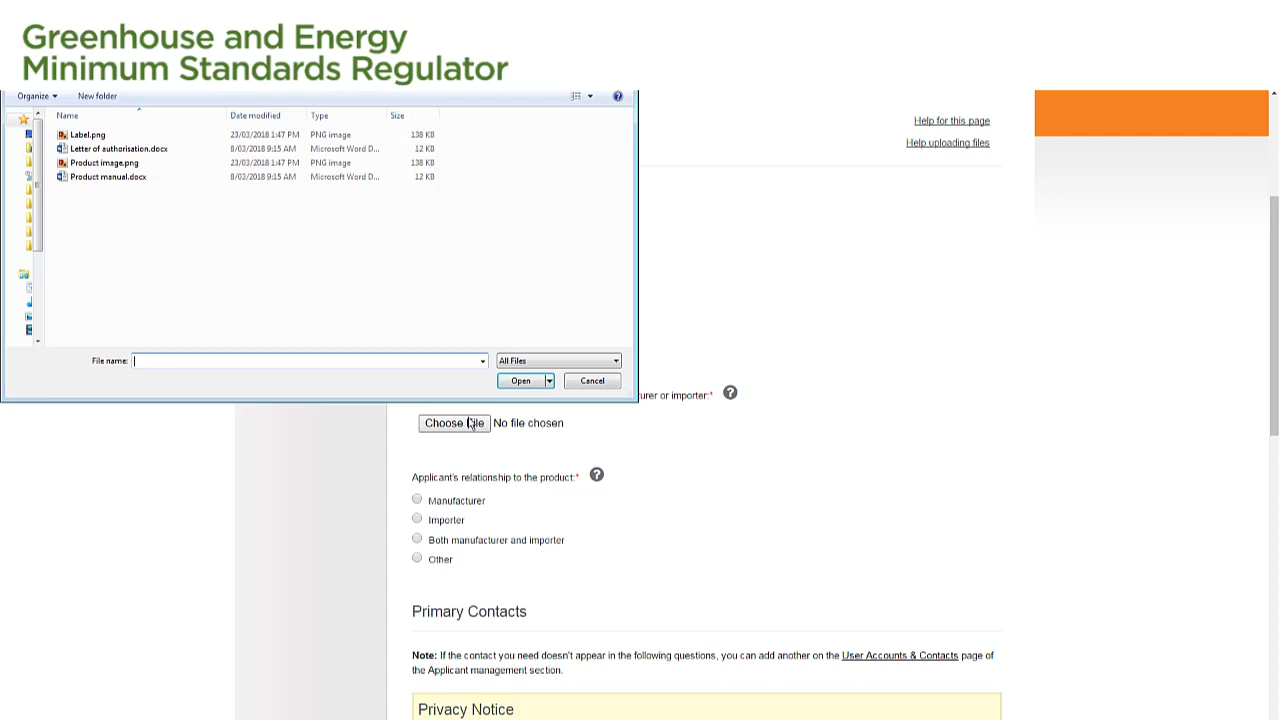 Greenhouse and Energy
Minimum Standards Regulator
Organize New folder
Name Date modified Type Size
Label.png 23/03/2018 1:47 PM PNG image 138 KB
Letter of authorisation.docx 8/03/2018 9:15 AM Microsoft Word D... 12 KB
Product image.png 23/03/2018 1:47 PM PNG image 138 KB
Product manual.docx 8/03/2018 9:15 AM Microsoft Word D... 12 KB
File name: All Files
Open Cancel
Help for this page
Help uploading files
urer or importer:*
Choose File No file chosen
Applicant's relationship to the product:*
Manufacturer
Importer
Both manufacturer and importer
Other
Primary Contacts
Note: If the contact you need doesn't appear in the following questions, you can add another on the User Accounts & Contacts page of
the Applicant management section.
Privacy Notice